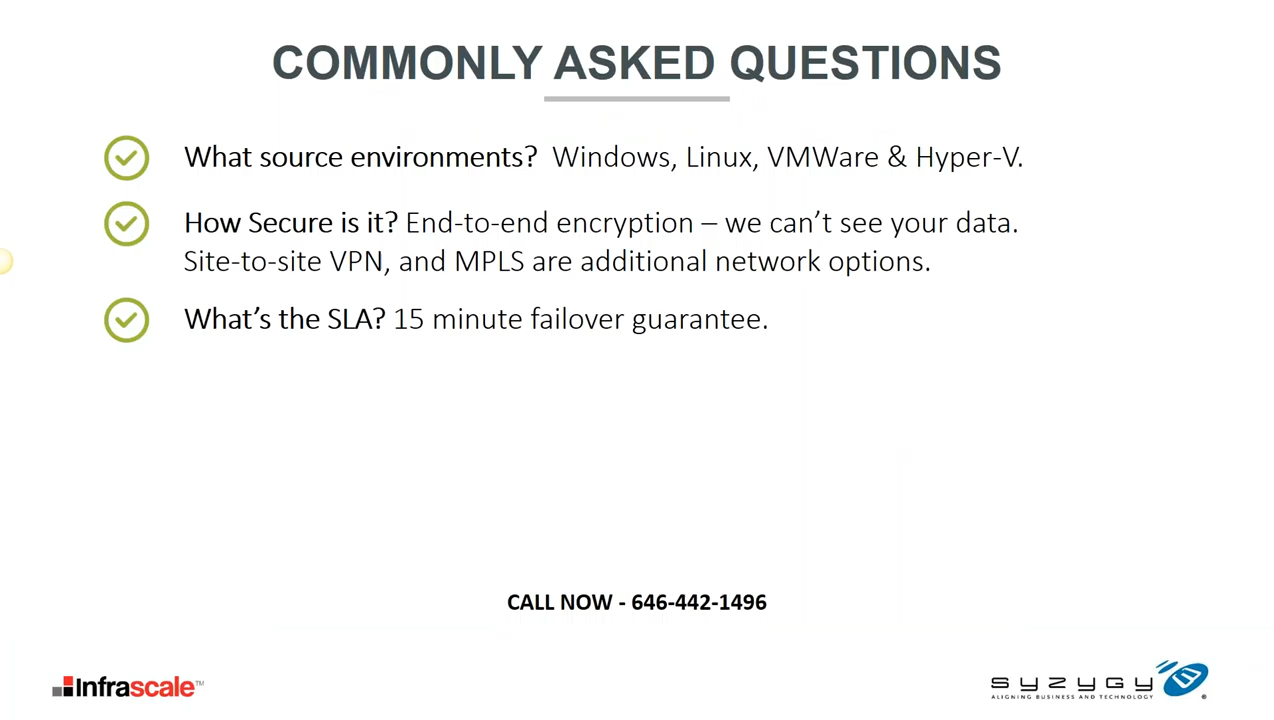 COMMONLY ASKED QUESTIONS
What source environments? Windows, Linux, VMWare & Hyper-V.
How Secure is it? End-to-end encryption – we can’t see your data.
Site-to-site VPN, and MPLS are additional network options.
What’s the SLA? 15 minute failover guarantee.
CALL NOW - 646-442-1496
Infrascale™
SYZYGY
ALIGNING BUSINESS AND TECHNOLOGY
®